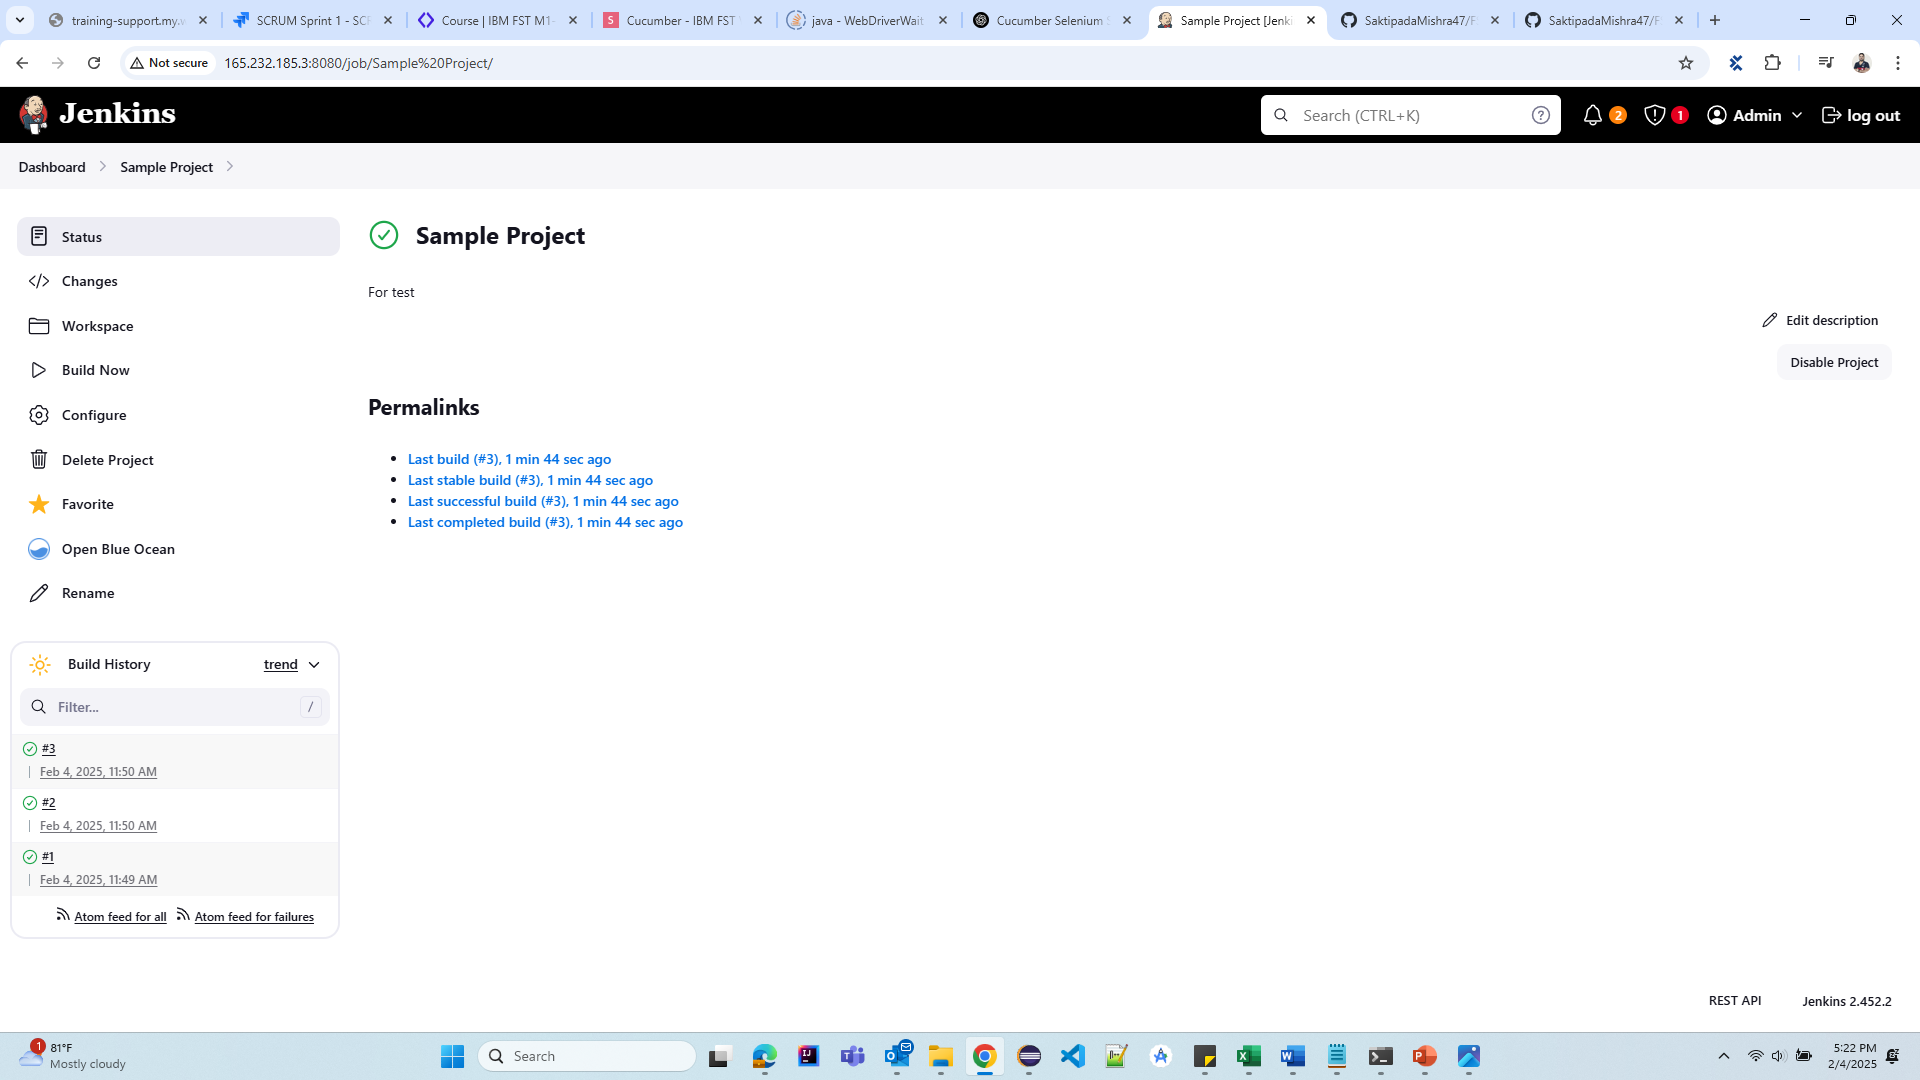 training-support.my.w
SCRUM Sprint 1 - SCR
Course | IBM FST M1-
Cucumber - IBM FST
java - WebDriverWait
Cucumber Selenium S
Sample Project [Jenki
SaktipadaMishra47/F
SaktipadaMishra47/F
Not secure
165.232.185.3:8080/job/Sample%20Project/
Jenkins
Search (CTRL+K)
2
1
Admin
log out
Dashboard
Sample Project
Status
Changes
Workspace
Build Now
Configure
Delete Project
Favorite
Open Blue Ocean
Rename
Build History
trend
Filter...
/
#3
Feb 4, 2025, 11:50 AM
#2
Feb 4, 2025, 11:50 AM
#1
Feb 4, 2025, 11:49 AM
Atom feed for all
Atom feed for failures
Sample Project
For test
Edit description
Disable Project
Permalinks
Last build (#3), 1 min 44 sec ago
Last stable build (#3), 1 min 44 sec ago
Last successful build (#3), 1 min 44 sec ago
Last completed build (#3), 1 min 44 sec ago
REST API
Jenkins 2.452.2
1
81°F
Mostly cloudy
Search
5:22 PM
2/4/2025